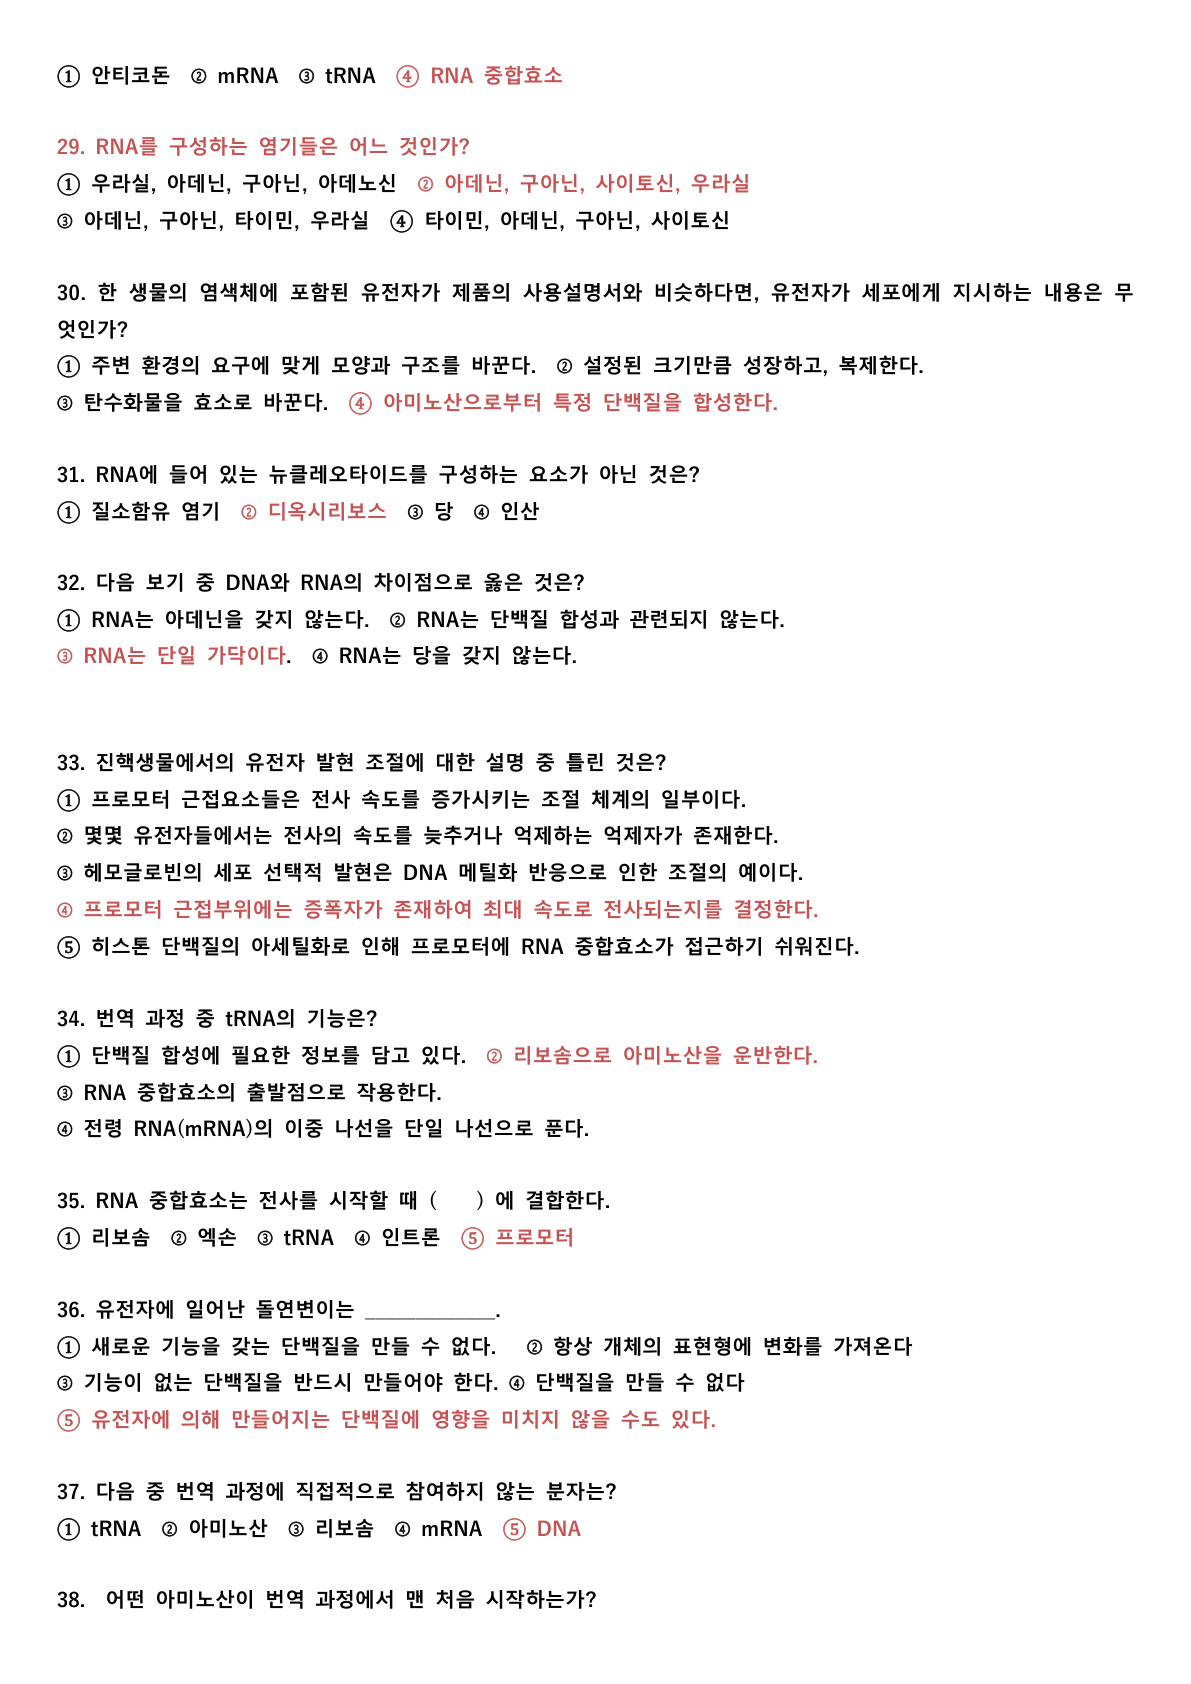 ① 안티코돈 ② mRNA ③ tRNA ④ RNA 중합효소
29. RNA를 구성하는 염기들은 어느 것인가?
① 우라실, 아데닌, 구아닌, 아데노신 ② 아데닌, 구아닌, 사이토신, 우라실
③ 아데닌, 구아닌, 타이민, 우라실 ④ 타이민, 아데닌, 구아닌, 사이토신
30. 한 생물의 염색체에 포함된 유전자가 제품의 사용설명서와 비슷하다면, 유전자가 세포에게 지시하는 내용은 무
엇인가?
① 주변 환경의 요구에 맞게 모양과 구조를 바꾼다. ② 설정된 크기만큼 성장하고, 복제한다.
③ 탄수화물을 효소로 바꾼다. ④ 아미노산으로부터 특정 단백질을 합성한다.
31. RNA에 들어 있는 뉴클레오타이드를 구성하는 요소가 아닌 것은?
① 질소함유 염기 ② 디옥시리보스 ③ 당 ④ 인산
32. 다음 보기 중 DNA와 RNA의 차이점으로 옳은 것은?
① RNA는 아데닌을 갖지 않는다. ② RNA는 단백질 합성과 관련되지 않는다.
③ RNA는 단일 가닥이다. ④ RNA는 당을 갖지 않는다.
33. 진핵생물에서의 유전자 발현 조절에 대한 설명 중 틀린 것은?
① 프로모터 근접요소들은 전사 속도를 증가시키는 조절 체계의 일부이다.
② 몇몇 유전자들에서는 전사의 속도를 늦추거나 억제하는 억제자가 존재한다.
③ 헤모글로빈의 세포 선택적 발현은 DNA 메틸화 반응으로 인한 조절의 예이다.
④ 프로모터 근접부위에는 증폭자가 존재하여 최대 속도로 전사되는지를 결정한다.
⑤ 히스톤 단백질의 아세틸화로 인해 프로모터에 RNA 중합효소가 접근하기 쉬워진다.
34. 번역 과정 중 tRNA의 기능은?
① 단백질 합성에 필요한 정보를 담고 있다. ② 리보솜으로 아미노산을 운반한다.
③ RNA 중합효소의 출발점으로 작용한다.
④ 전령 RNA(mRNA)의 이중 나선을 단일 나선으로 푼다.
35. RNA 중합효소는 전사를 시작할 때 (    ) 에 결합한다.
① 리보솜 ② 엑손 ③ tRNA ④ 인트론 ⑤ 프로모터
36. 유전자에 일어난 돌연변이는 _____________.
① 새로운 기능을 갖는 단백질을 만들 수 없다. ② 항상 개체의 표현형에 변화를 가져온다
③ 기능이 없는 단백질을 반드시 만들어야 한다. ④ 단백질을 만들 수 없다
⑤ 유전자에 의해 만들어지는 단백질에 영향을 미치지 않을 수도 있다.
37. 다음 중 번역 과정에 직접적으로 참여하지 않는 분자는?
① tRNA ② 아미노산 ③ 리보솜 ④ mRNA ⑤ DNA
38. 어떤 아미노산이 번역 과정에서 맨 처음 시작하는가?